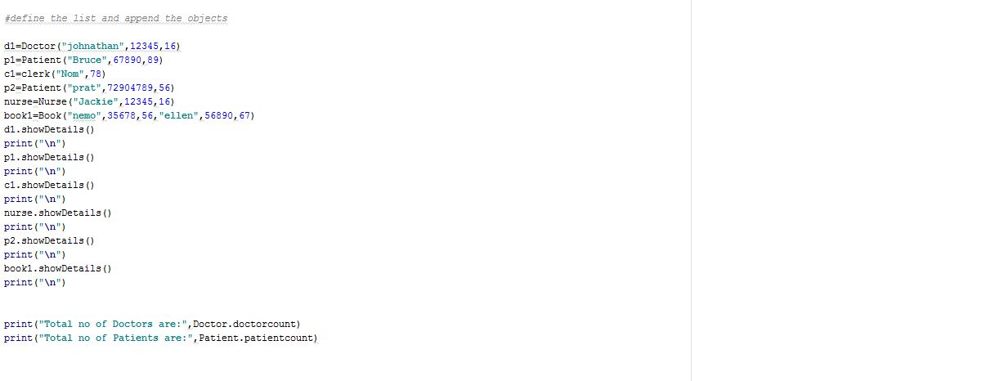 #define the list and append the objects
d1=Doctor("johnathan",12345,16)
p1=Patient("Bruce",67890,89)
c1=clerk("Nom",78)
p2=Patient("prat",72904789,56)
nurse=Nurse("Jackie",12345,16)
book1=Book("nemo",35678,56,"ellen",56890,67)
d1.showDetails()
print("\n")
p1.showDetails()
print("\n")
c1.showDetails()
print("\n")
nurse.showDetails()
print("\n")
p2.showDetails()
print("\n")
book1.showDetails()
print("\n")
print("Total no of Doctors are:",Doctor.doctorcount)
print("Total no of Patients are:",Patient.patientcount)